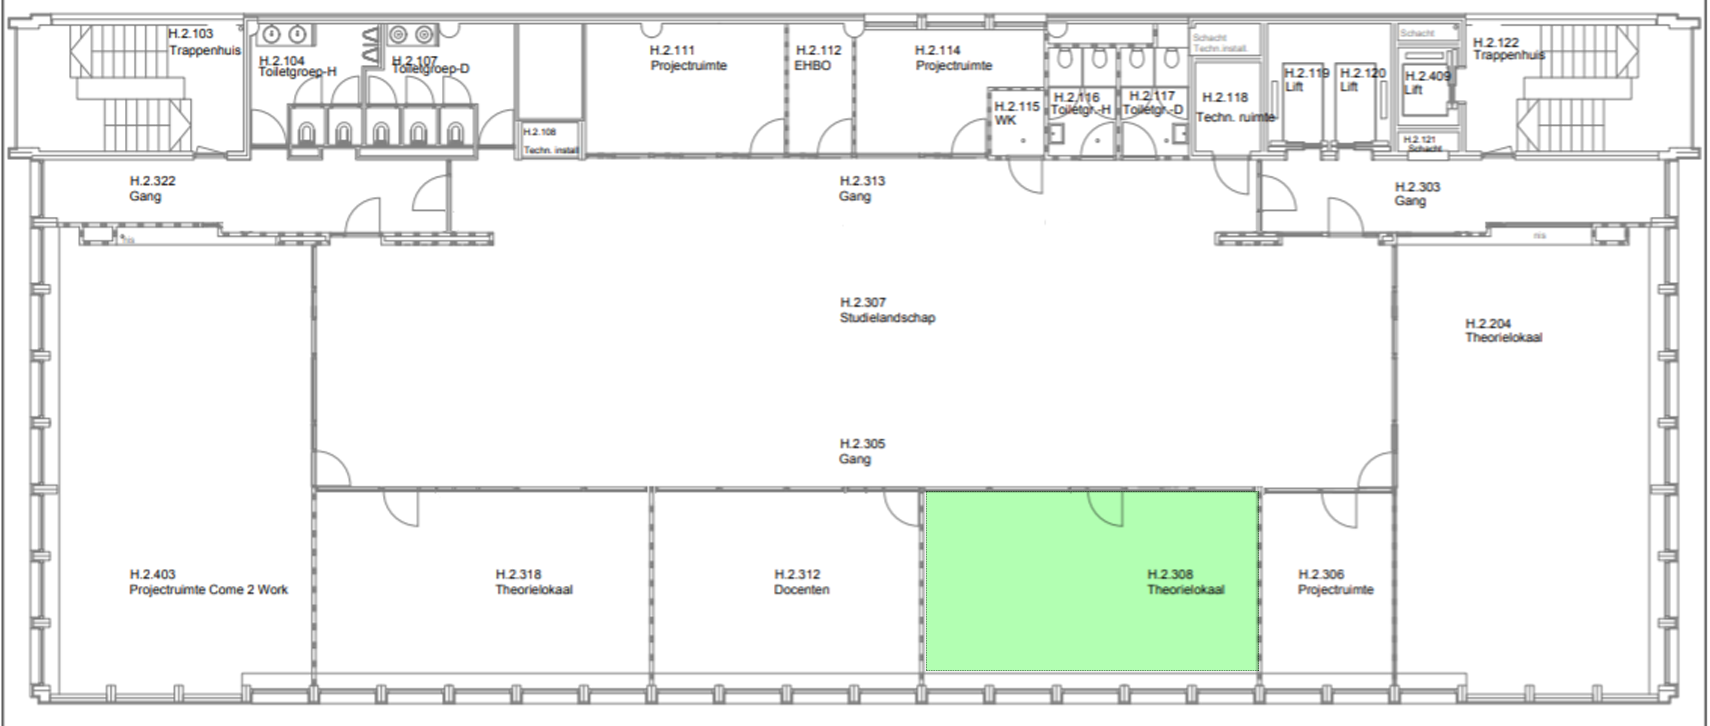 H.2.103
Trappenhuis
H.2.104
Toiletgroep-H
H.2.107
Toiletgroep-D
H.2.108
Techn. install
H.2.111
Projectruimte
H.2.112
EHBO
H.2.114
Projectruimte
H.2.115
WK
H.2.116
Toiletgr.-H
H.2.117
Toiletgr.-D
Schacht
Techn.install.
H.2.118
Techn. ruimte
H.2.119
Lift
H.2.120
Lift
Schacht
H.2.409
Lift
H.2.121
Schacht
H.2.122
Trappenhuis
H.2.322
Gang
H.2.313
Gang
H.2.303
Gang
nis
nis
H.2.307
Studielandschap
H.2.204
Theorielokaal
H.2.305
Gang
H.2.403
Projectruimte Come 2 Work
H.2.318
Theorielokaal
H.2.312
Docenten
H.2.308
Theorielokaal
H.2.306
Projectruimte